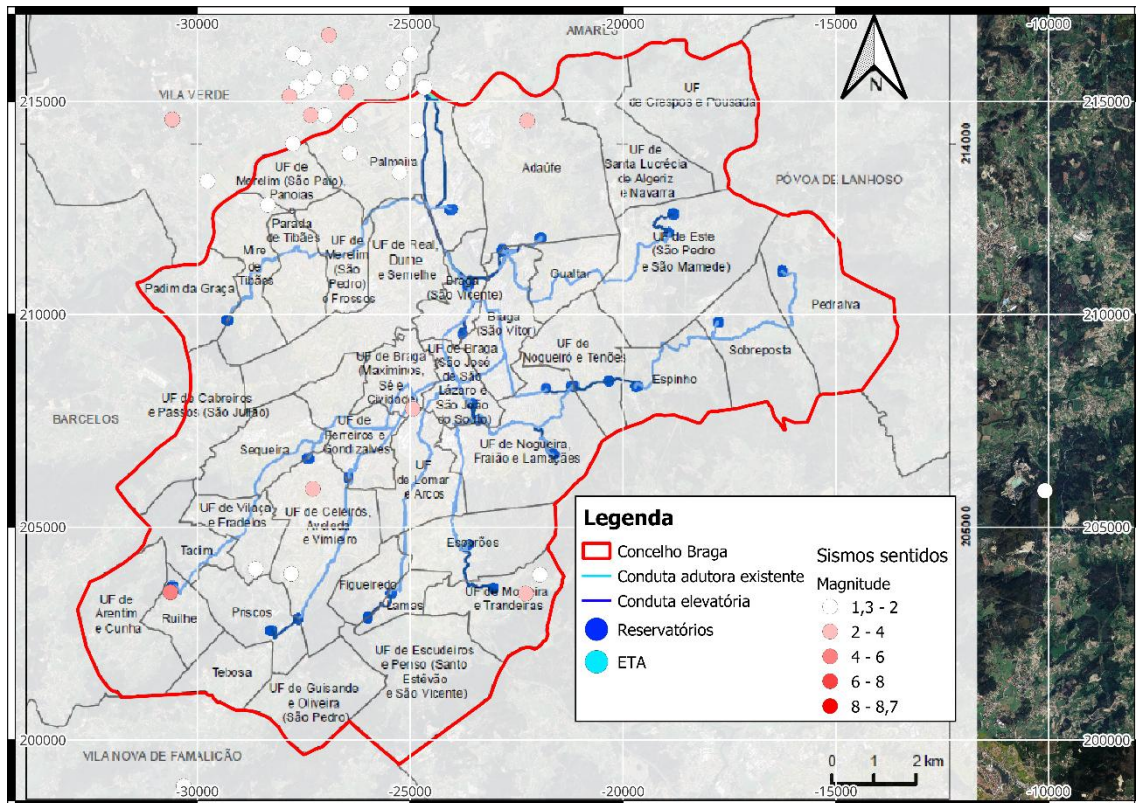 -30000
-25000
-20000
-15000
-10000
AMARES
N
215000
215000
214000
VILA VERDE
UF
de Crespos e Pousada
Palmeira
Adaúfe
UF de
Santa Lucrécia
de Algeriz
e Navarra
PÓVOA DE LANHOSO
UF de
Merelim (São Paio),
Panoias
Parada
de Tibães
Mire
de
Tibães
UF de
Merelim
(São
Pedro)
e Frossos
UF de Real,
Dume
e Semelhe
UF de Este
(São Pedro
e São Mamede)
Gualtar
Padim da Graça
Braga
(São Vicente)
Pedralva
210000
210000
Braga
(São Vítor)
UF de
Nogueiró e Tenões
Sobreposta
Espinho
UF de Braga
(Maximinos,
Sé e
Cividade)
UF de Braga
(São José
de São
Lázaro e
São João
do Souto)
UF de Cabreiros
e Passos (São Julião)
BARCELOS
UF de
Ferreiros e
Gondizalves
Sequeira
UF de Nogueira,
Fraião e Lamaçães
UF
de Lomar
e Arcos
UF de Vilaça
e Fradelos
UF de Celeirós,
Aveleda
e Vimieiro
205000
205000
205000
Tadim
Esporões
Figueiredo
UF de Morreira
e Trandeiras
Lamas
UF de
Arentim
e Cunha
Ruilhe
Priscos
Tebosa
UF de Escudeiros
e Penso (Santo
Estêvão
e São Vicente)
UF de Guisande
e Oliveira
(São Pedro)
200000
200000
VILA NOVA DE FAMALICÃO
Legenda
Concelho Braga
Conduta adutora existente
Conduta elevatória
Reservatórios
ETA
Sismos sentidos
Magnitude
1,3 - 2
2 - 4
4 - 6
6 - 8
8 - 8,7
0 1 2 km
-30000
-25000
-20000
-15000
-10000